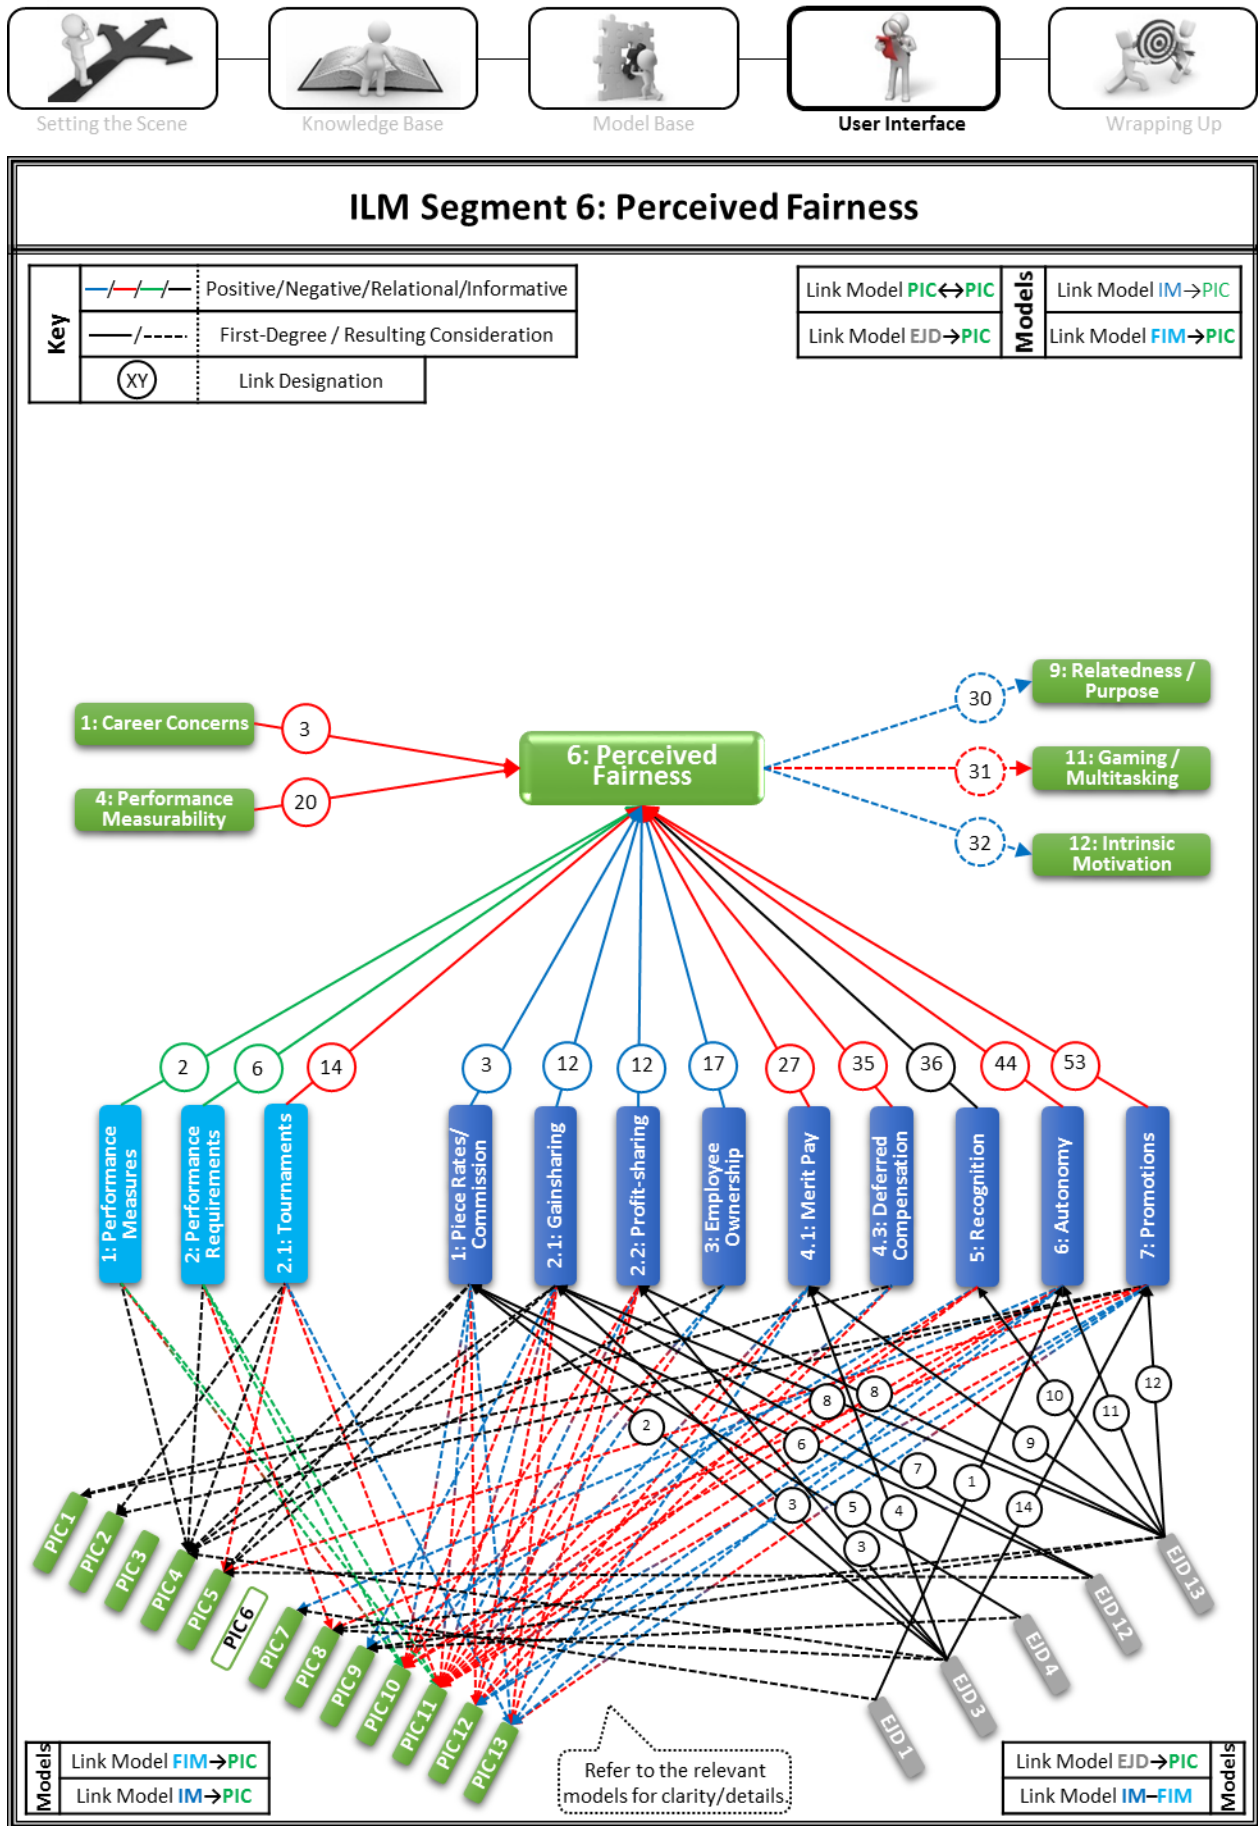 Setting the Scene
Knowledge Base
Model Base
User Interface
Wrapping Up
ILM Segment 6: Perceived Fairness
Key
Positive/Negative/Relational/Informative
First-Degree / Resulting Consideration
XY
Link Designation
Link Model PIC↔PIC
Link Model EJD→PIC
Models
Link Model IM→PIC
Link Model FIM→PIC
1: Career Concerns
3
4: Performance
Measurability
20
6: Perceived
Fairness
30
9: Relatedness /
Purpose
31
11: Gaming /
Multitasking
32
12: Intrinsic
Motivation
2
6
14
3
12
12
17
27
35
36
44
53
1: Performance
Measures
2: Performance
Requirements
2.1: Tournaments
1: Piece Rates/
Commission
2.1: Gainsharing
2.2: Profit-sharing
3: Employee
Ownership
4.1: Merit Pay
4.3: Deferred
Compensation
5: Recognition
6: Autonomy
7: Promotions
12
8
8
10
11
2
6
9
7
1
3
5
4
14
3
PIC 1
PIC 2
PIC 3
PIC 4
PIC 5
PIC 6
PIC 7
PIC 8
PIC 9
PIC 10
PIC 11
PIC 12
PIC 13
EJD 1
EJD 3
EJD 4
EJD 12
EJD 13
Models
Link Model FIM→PIC
Link Model IM→PIC
Refer to the relevant
models for clarity/details.
Link Model EJD→PIC
Link Model IM–FIM
Models